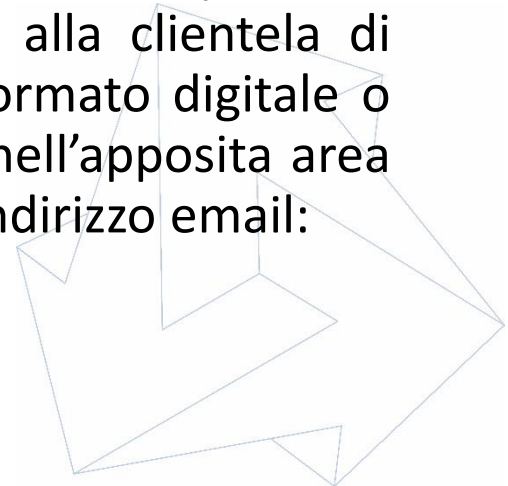 alla clientela di
ormato digitale o
nell’apposita area
ndirizzo email: